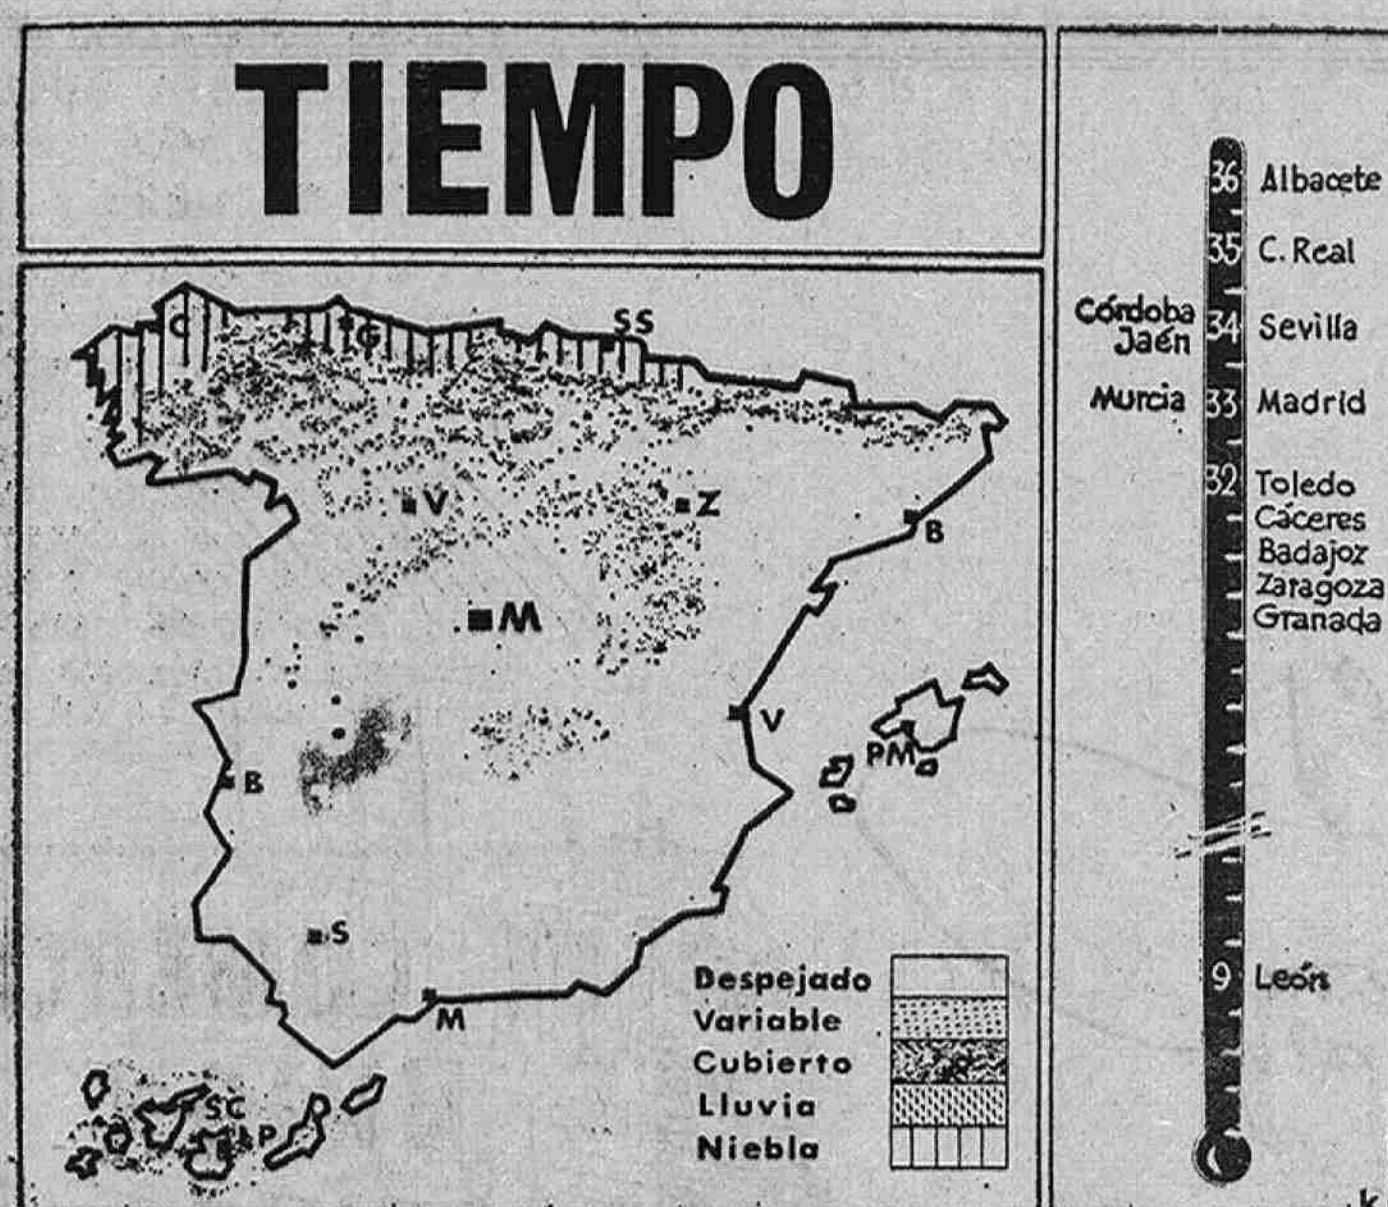 TIEMPO
C
G
SS
V
Z
B
M
V
PM
B
S
M
SC
LP
Despejado
Variable
Cubierto
Lluvia
Niebla
36 Albacete
35 C. Real
Córdoba
Jaén
34 Sevilla
Murcia 33 Madrid
32 Toledo
Cáceres
Badajoz
Zaragoza
Granada
9 León